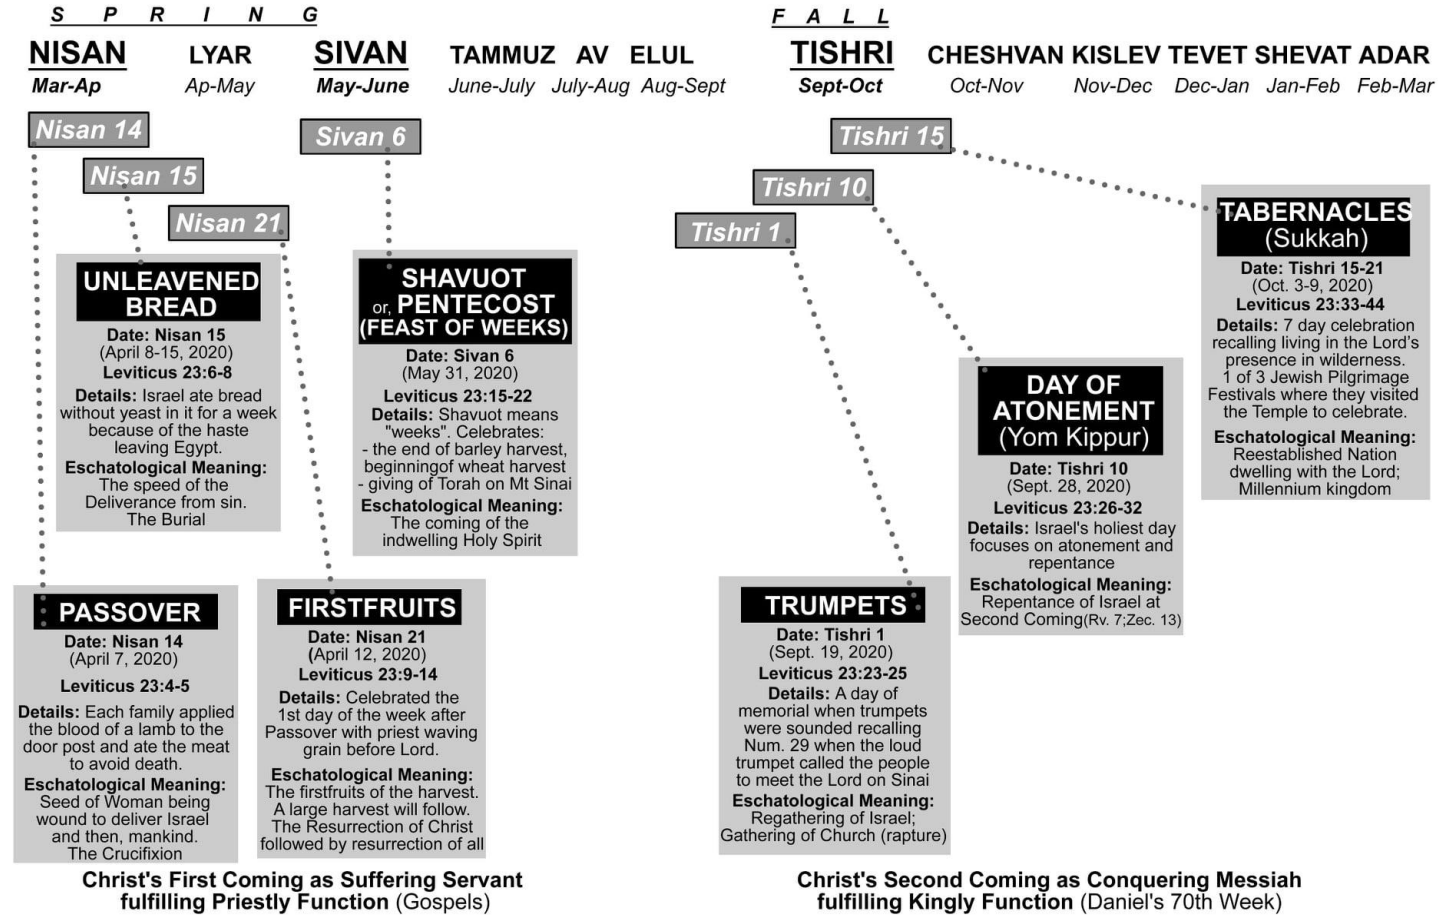 S P R I N G
F A L L
NISAN LYAR SIVAN TAMMUZ AV ELUL TISHRI CHESHVAN KISLEV TEVET SHEVAT ADAR
Mar-Ap Ap-May May-June June-July July-Aug Aug-Sept Sept-Oct Oct-Nov Nov-Dec Dec-Jan Jan-Feb Feb-Mar
Nisan 14
Nisan 15
Nisan 21
Sivan 6
Tishri 15
Tishri 10
Tishri 1
UNLEAVENED
BREAD
Date: Nisan 15
(April 8-15, 2020)
Leviticus 23:6-8
Details: Israel ate bread
without yeast in it for a week
because of the haste
leaving Egypt.
Eschatological Meaning:
The speed of the
Deliverance from sin.
The Burial
SHAVUOT
or, PENTECOST
(FEAST OF WEEKS)
Date: Sivan 6
(May 31, 2020)
Leviticus 23:15-22
Details: Shavuot means
"weeks". Celebrates:
- the end of barley harvest,
beginningof wheat harvest
- giving of Torah on Mt Sinai
Eschatological Meaning:
The coming of the
indwelling Holy Spirit
PASSOVER
Date: Nisan 14
(April 7, 2020)
Leviticus 23:4-5
Details: Each family applied
the blood of a lamb to the
door post and ate the meat
to avoid death.
Eschatological Meaning:
Seed of Woman being
wound to deliver Israel
and then, mankind.
The Crucifixion
FIRSTFRUITS
Date: Nisan 21
(April 12, 2020)
Leviticus 23:9-14
Details: Celebrated the
1st day of the week after
Passover with priest waving
grain before Lord.
Eschatological Meaning:
The firstfruits of the harvest.
A large harvest will follow.
The Resurrection of Christ
followed by resurrection of all
TRUMPETS
Date: Tishri 1
(Sept. 19, 2020)
Leviticus 23:23-25
Details: A day of
memorial when trumpets
were sounded recalling
Num. 29 when the loud
trumpet called the people
to meet the Lord on Sinai
Eschatological Meaning:
Regathering of Israel;
Gathering of Church (rapture)
DAY OF
ATONEMENT
(Yom Kippur)
Date: Tishri 10
(Sept. 28, 2020)
Leviticus 23:26-32
Details: Israel's holiest day
focuses on atonement and
repentance
Eschatological Meaning:
Repentance of Israel at
Second Coming(Rv. 7;Zec. 13)
TABERNACLES
(Sukkah)
Date: Tishri 15-21
(Oct. 3-9, 2020)
Leviticus 23:33-44
Details: 7 day celebration
recalling living in the Lord's
presence in wilderness.
1 of 3 Jewish Pilgrimage
Festivals where they visited
the Temple to celebrate.
Eschatological Meaning:
Reestablished Nation
dwelling with the Lord;
Millennium kingdom
Christ's First Coming as Suffering Servant
fulfilling Priestly Function (Gospels)
Christ's Second Coming as Conquering Messiah
fulfilling Kingly Function (Daniel's 70th Week)